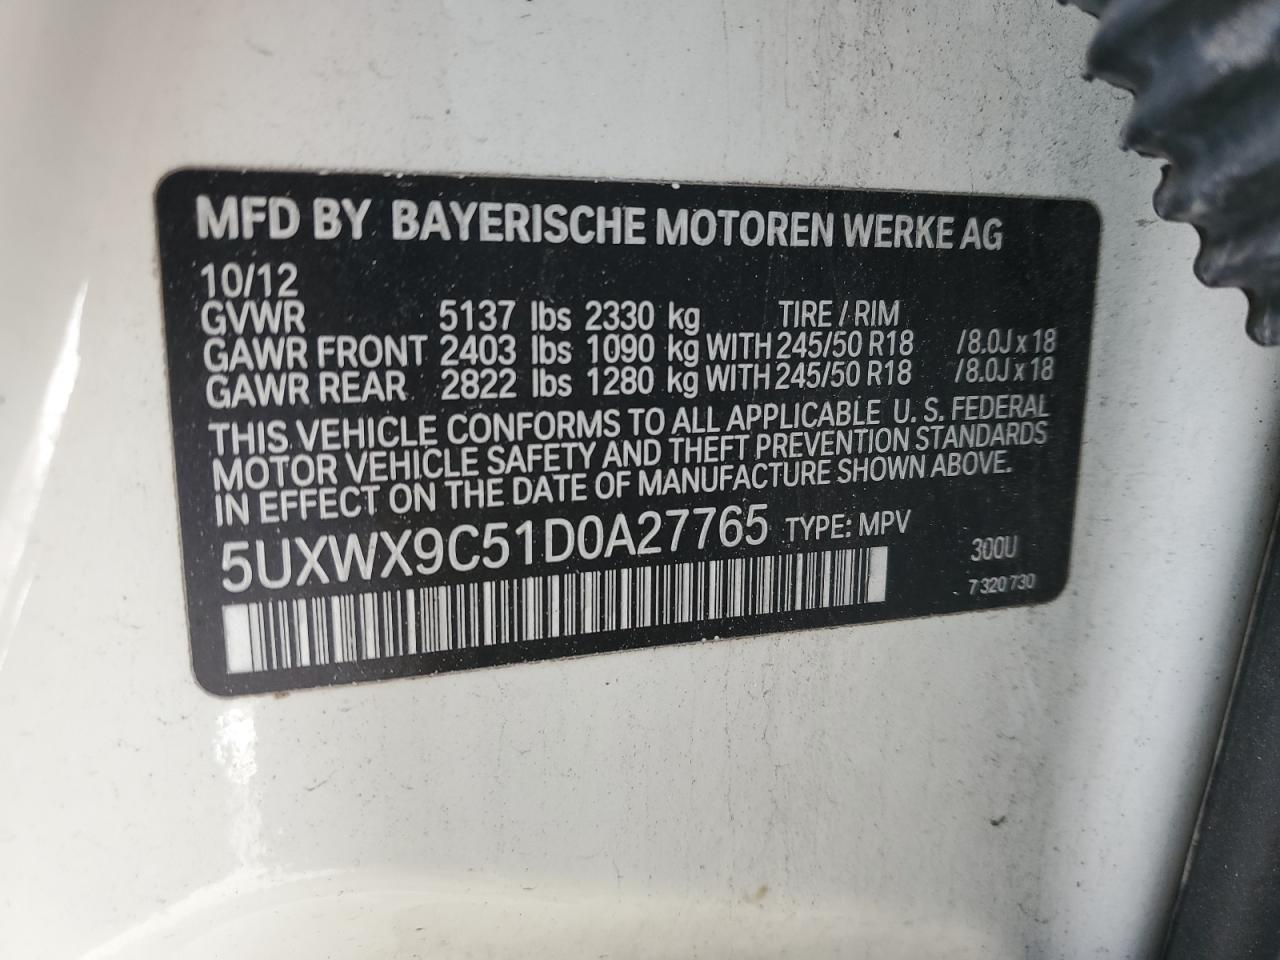 MFD BY BAYERISCHE MOTOREN WERKE AG
10/12
GVWR 5137 lbs 2330 kg TIRE / RIM
GAWR FRONT 2403 lbs 1090 kg WITH 245/50 R18 /8.0J x 18
GAWR REAR 2822 lbs 1280 kg WITH 245/50 R18 /8.0J x 18
THIS VEHICLE CONFORMS TO ALL APPLICABLE U. S. FEDERAL
MOTOR VEHICLE SAFETY AND THEFT PREVENTION STANDARDS
IN EFFECT ON THE DATE OF MANUFACTURE SHOWN ABOVE.
5UXWX9C51D0A27765 TYPE: MPV
300U
7 320 730